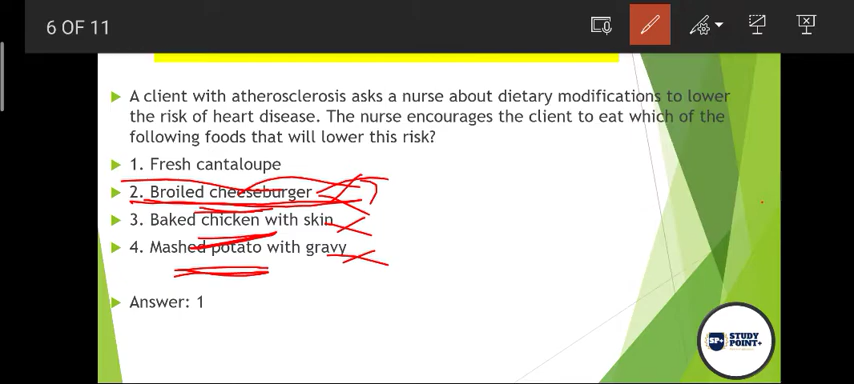 6 OF 11
A client with atherosclerosis asks a nurse about dietary modifications to lower
the risk of heart disease. The nurse encourages the client to eat which of the
following foods that will lower this risk?
1. Fresh cantaloupe
2. Broiled cheeseburger
3. Baked chicken with skin
4. Mashed potato with gravy
Answer: 1
SP+
STUDY
POINT+